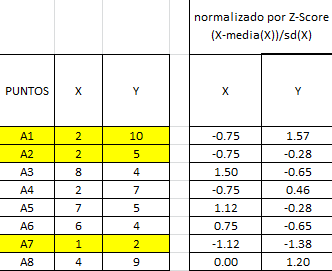 normalizado por Z-Score
(X-media(X))/sd(X)
PUNTOS X Y X Y
A1 2 10 -0.75 1.57
A2 2 5 -0.75 -0.28
A3 8 4 1.50 -0.65
A4 2 7 -0.75 0.46
A5 7 5 1.12 -0.28
A6 6 4 0.75 -0.65
A7 1 2 -1.12 -1.38
A8 4 9 0.00 1.20